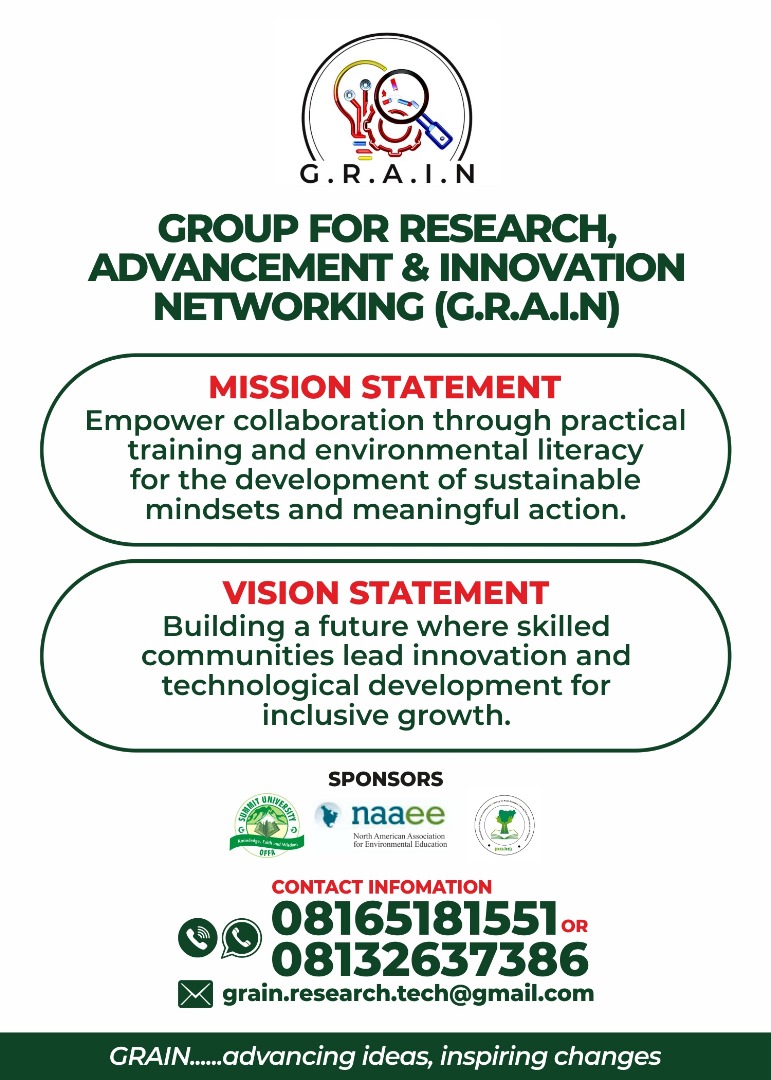 G.R.A.I.N
GROUP FOR RESEARCH,
ADVANCEMENT & INNOVATION
NETWORKING (G.R.A.I.N)
MISSION STATEMENT
Empower collaboration through practical
training and environmental literacy
for the development of sustainable
mindsets and meaningful action.
VISION STATEMENT
Building a future where skilled
communities lead innovation and
technological development for
inclusive growth.
SPONSORS
SUMMIT UNIVERSITY
Knowledge, Faith and Wisdom
OFFA
naaee
North American Association
for Environmental Education
CONTACT INFOMATION
08165181551 OR
08132637386
grain.research.tech@gmail.com
GRAIN......advancing ideas, inspiring changes